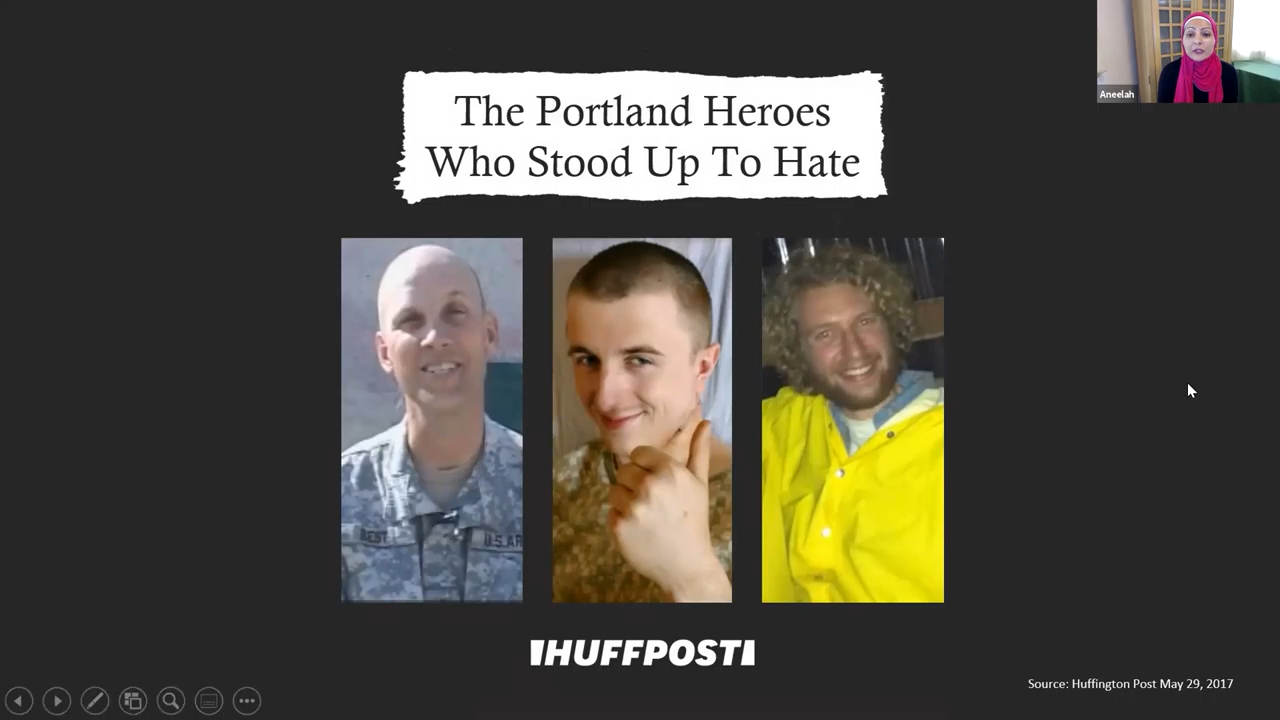 Aneelah
The Portland Heroes
Who Stood Up To Hate
BEST
U.S.AR
HUFFPOST
Source: Huffington Post May 29, 2017